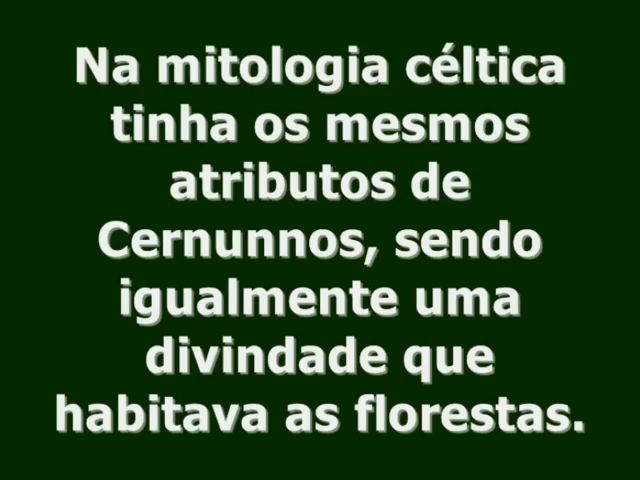 Na mitologia céltica
tinha os mesmos
atributos de
Cernunnos, sendo
igualmente uma
divindade que
habitava as florestas.